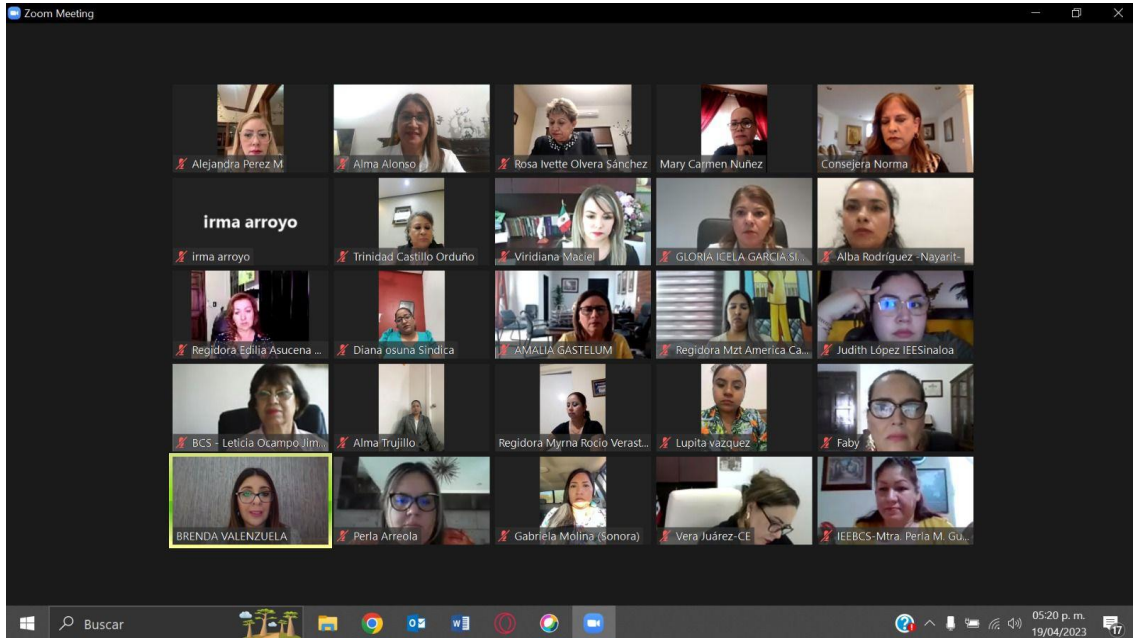 Zoom Meeting
Alejandra Perez M
Alma Alonso
Rosa Ivette Olvera Sánchez
Mary Carmen Nuñez
Consejera Norma
irma arroyo
irma arroyo
Trinidad Castillo Orduño
Viridiana Maciel
GLORIA ICELA GARCIA.SI...
Alba Rodríguez -Nayarit-
Regidora Edilia Asucena ...
Diana osuna Sindica
AMALIA GASTELUM
Regidora Mzt America Ca...
Judith López IEESinaloa
BCS - Leticia Ocampo Jim...
Alma Trujillo
Regidora Myrna Rocio Verast...
Lupita vazquez
Faby
BRENDA VALENZUELA
Perla Arreola
Gabriela Molina (Sonora)
Vera Juárez-CE
IEEBCS-Mtra. Perla M. Gu...
Buscar
05:20 p. m.
19/04/2023
17